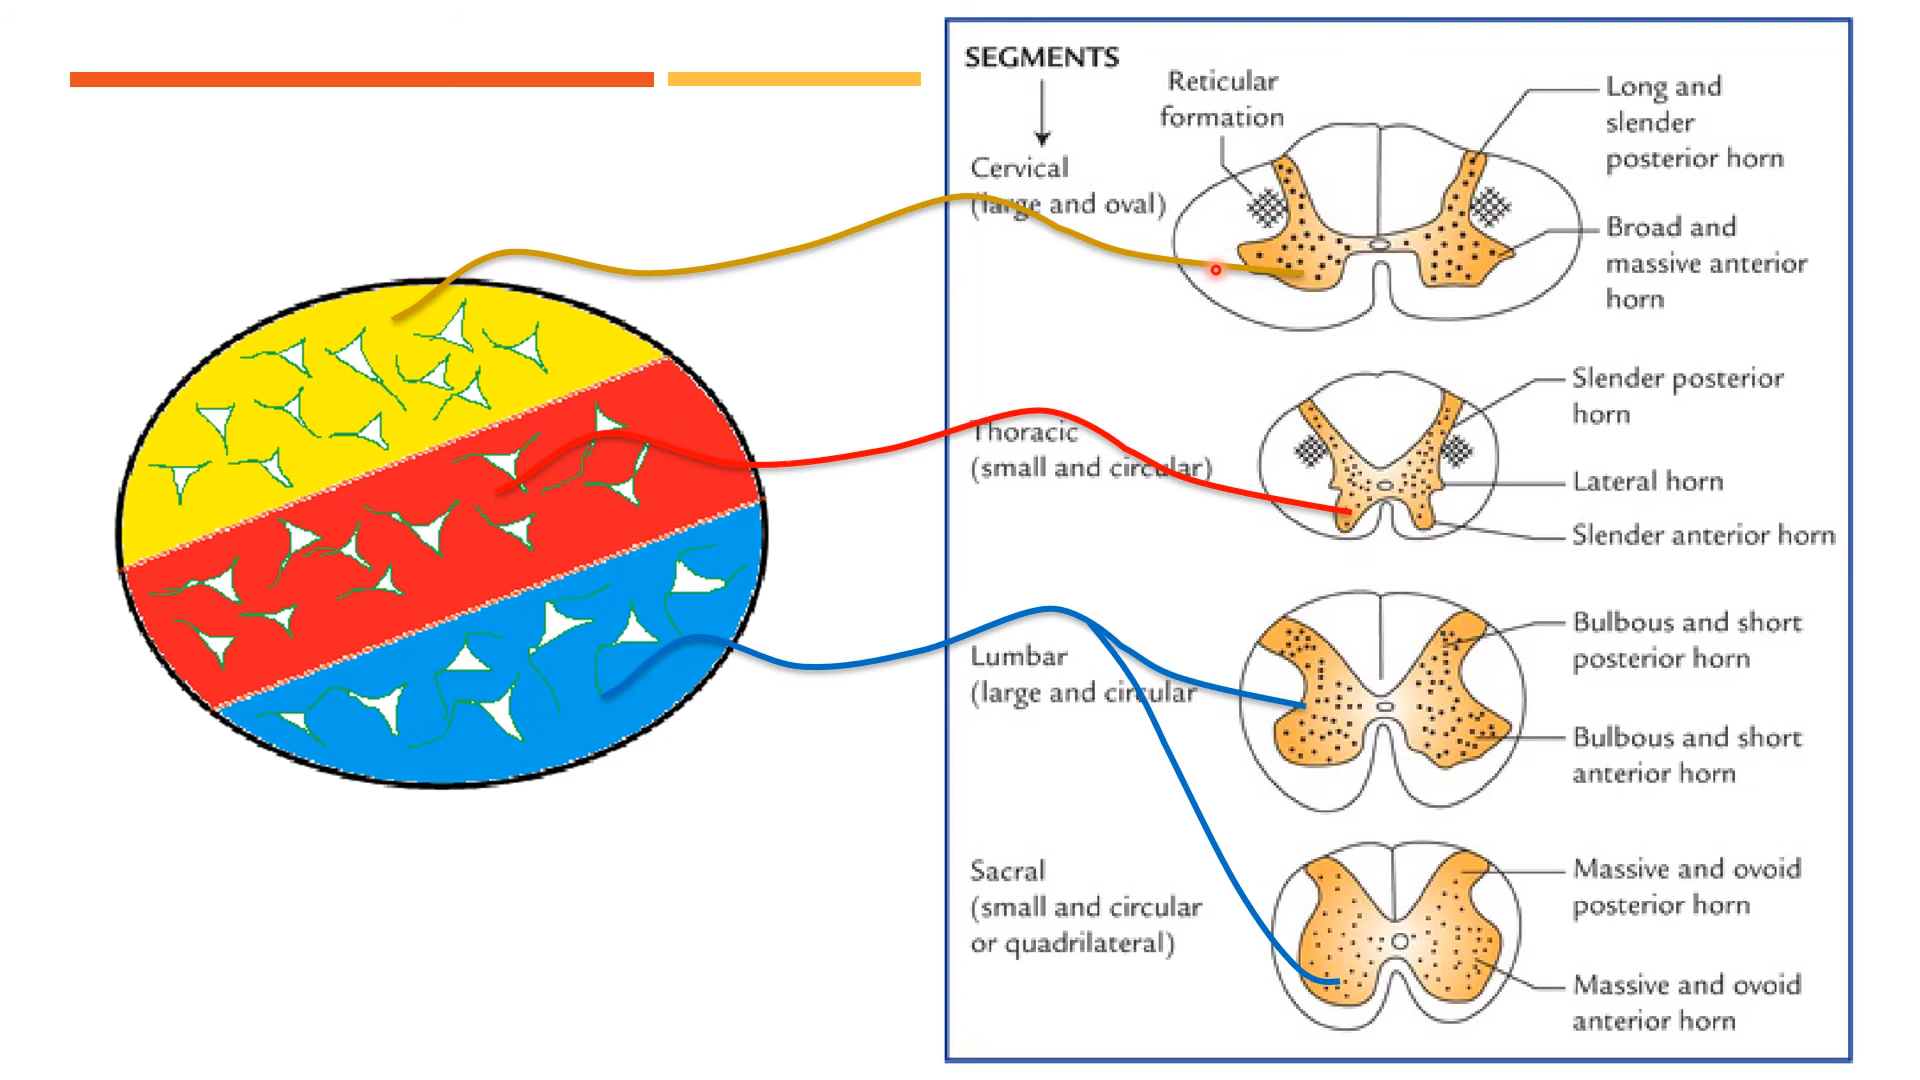 SEGMENTS
Reticular
formation
Long and
slender
posterior horn
Cervical
(large and oval)
Broad and
massive anterior
horn
Slender posterior
horn
Thoracic
(small and circular)
Lateral horn
Slender anterior horn
Bulbous and short
posterior horn
Lumbar
(large and circular
Bulbous and short
anterior horn
Sacral
(small and circular
or quadrilateral)
Massive and ovoid
posterior horn
Massive and ovoid
anterior horn